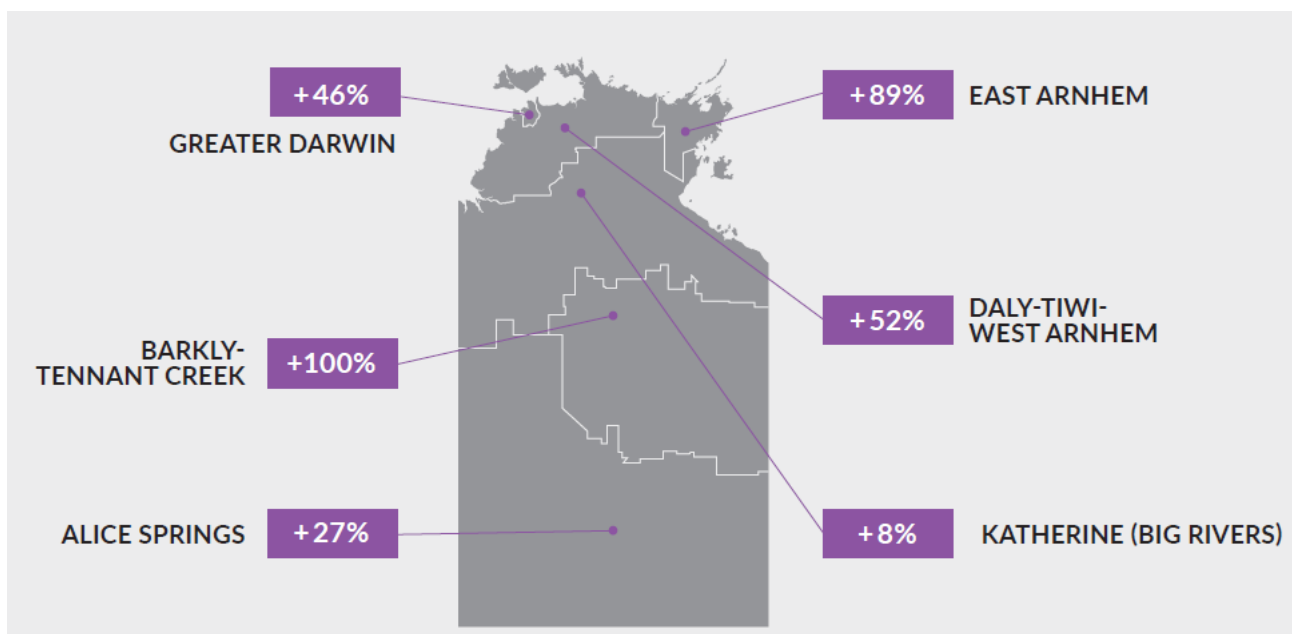 +46%
GREATER DARWIN
+89%
EAST ARNHEM
+52%
DALY-TIWI-
WEST ARNHEM
BARKLY-
TENNANT CREEK
+100%
ALICE SPRINGS
+27%
+8%
KATHERINE (BIG RIVERS)